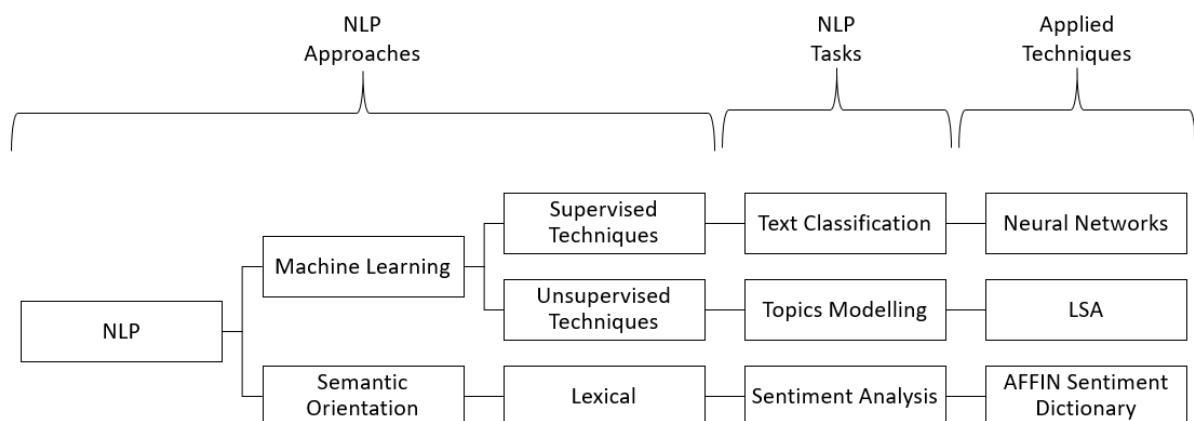 NLP
Approaches
NLP
Tasks
Applied
Techniques
Supervised
Techniques
Text Classification
Neural Networks
Machine Learning
Unsupervised
Techniques
Topics Modelling
LSA
NLP
Semantic
Orientation
Lexical
Sentiment Analysis
AFFIN Sentiment
Dictionary